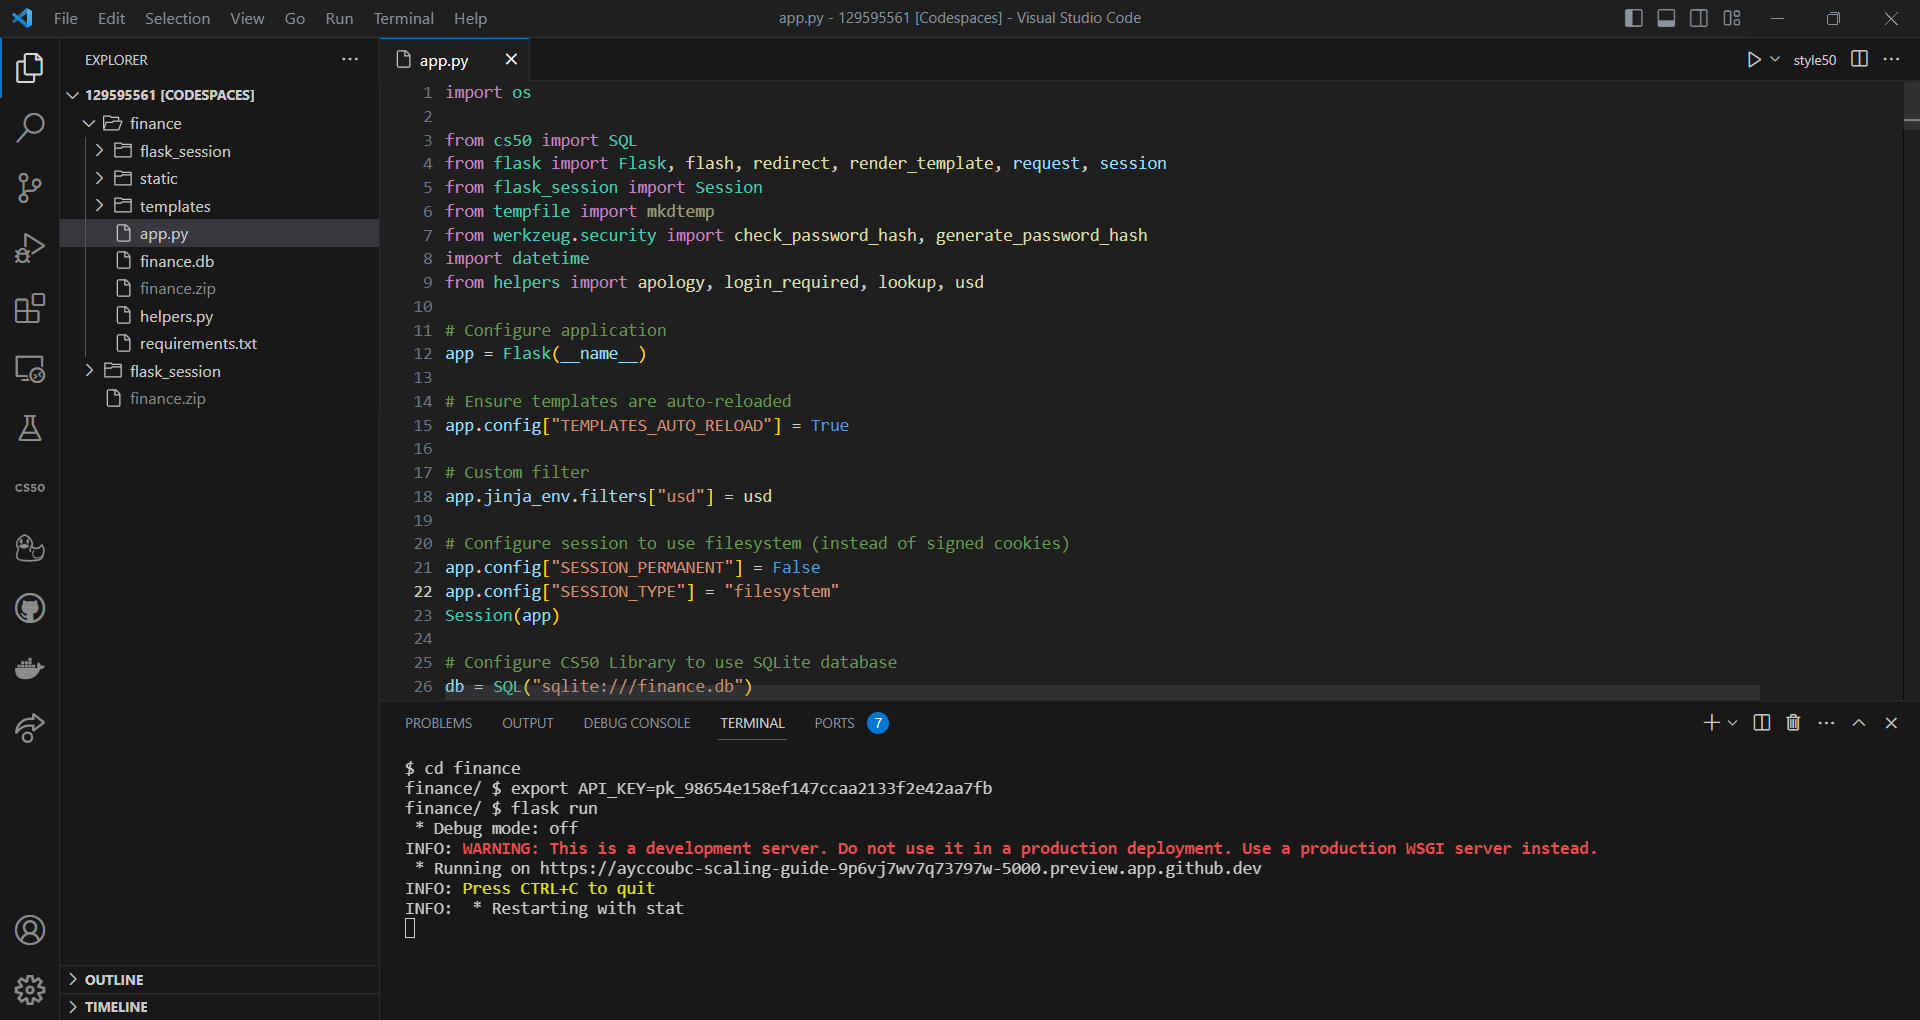 File Edit Selection View Go Run Terminal Help
app.py - 129595561 [Codespaces] - Visual Studio Code
EXPLORER
129595561 [CODESPACES]
finance
flask_session
static
templates
app.py
finance.db
finance.zip
helpers.py
requirements.txt
flask_session
finance.zip
OUTLINE
TIMELINE
CS50
app.py
style50
1 import os
2
3 from cs50 import SQL
4 from flask import Flask, flash, redirect, render_template, request, session
5 from flask_session import Session
6 from tempfile import mkdtemp
7 from werkzeug.security import check_password_hash, generate_password_hash
8 import datetime
9 from helpers import apology, login_required, lookup, usd
10
11 # Configure application
12 app = Flask(__name__)
13
14 # Ensure templates are auto-reloaded
15 app.config["TEMPLATES_AUTO_RELOAD"] = True
16
17 # Custom filter
18 app.jinja_env.filters["usd"] = usd
19
20 # Configure session to use filesystem (instead of signed cookies)
21 app.config["SESSION_PERMANENT"] = False
22 app.config["SESSION_TYPE"] = "filesystem"
23 Session(app)
24
25 # Configure CS50 Library to use SQLite database
26 db = SQL("sqlite:///finance.db")
PROBLEMS OUTPUT DEBUG CONSOLE TERMINAL PORTS 7
$ cd finance
finance/ $ export API_KEY=pk_98654e158ef147ccaa2133f2e42aa7fb
finance/ $ flask run
* Debug mode: off
INFO: WARNING: This is a development server. Do not use it in a production deployment. Use a production WSGI server instead.
* Running on https://ayccoubc-scaling-guide-9p6vj7wv7q73797w-5000.preview.app.github.dev
INFO: Press CTRL+C to quit
INFO:  * Restarting with stat